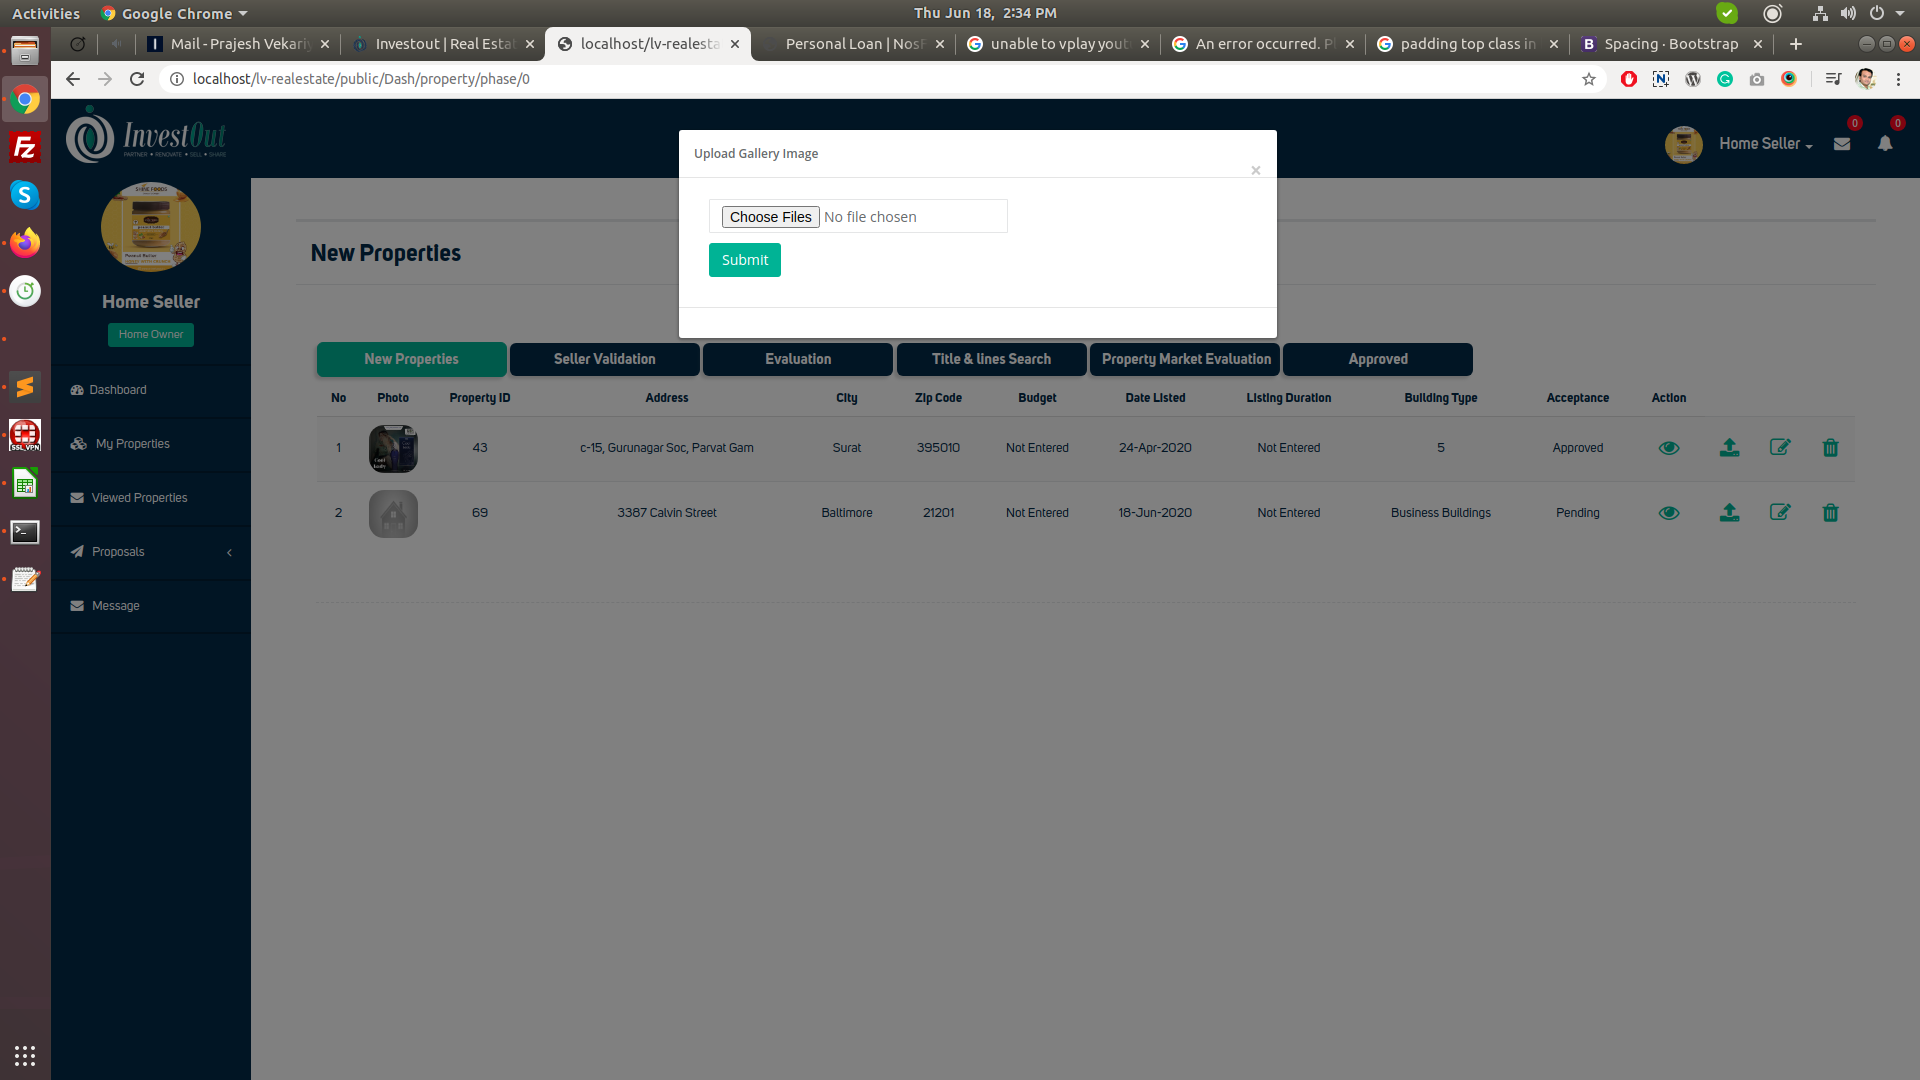 Activities Google Chrome Thu Jun 18, 2:34 PM
Mail - Prajesh Vekariy Investout | Real Estat localhost/lv-realesta Personal Loan | NosF unable to vplay yout An error occurred. Pl padding top class in Spacing · Bootstrap
localhost/lv-realestate/public/Dash/property/phase/0
InvestOut
PARTNER • RENOVATE • SELL • SHARE
Home Seller 0 0
Upload Gallery Image
×
Choose Files No file chosen
Submit
Home Seller
Home Owner
Dashboard
My Properties
Viewed Properties
Proposals
Message
New Properties
New Properties Seller Validation Evaluation Title & lines Search Property Market Evaluation Approved
No Photo Property ID Address City Zip Code Budget Date Listed Listing Duration Building Type Acceptance Action
1 43 c-15, Gurunagar Soc, Parvat Gam Surat 395010 Not Entered 24-Apr-2020 Not Entered 5 Approved
2 69 3387 Calvin Street Baltimore 21201 Not Entered 18-Jun-2020 Not Entered Business Buildings Pending
SSL VPN